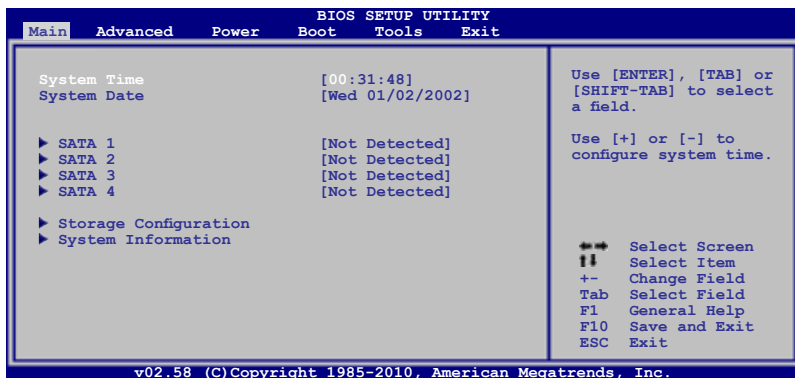 BIOS SETUP UTILITY
Main Advanced Power Boot Tools Exit
System Time [00:31:48]
System Date [Wed 01/02/2002]
SATA 1 [Not Detected]
SATA 2 [Not Detected]
SATA 3 [Not Detected]
SATA 4 [Not Detected]
Storage Configuration
System Information
Use [ENTER], [TAB] or
[SHIFT-TAB] to select
a field.
Use [+] or [-] to
configure system time.
Select Screen
Select Item
+- Change Field
Tab Select Field
F1 General Help
F10 Save and Exit
ESC Exit
v02.58 (C)Copyright 1985-2010, American Megatrends, Inc.